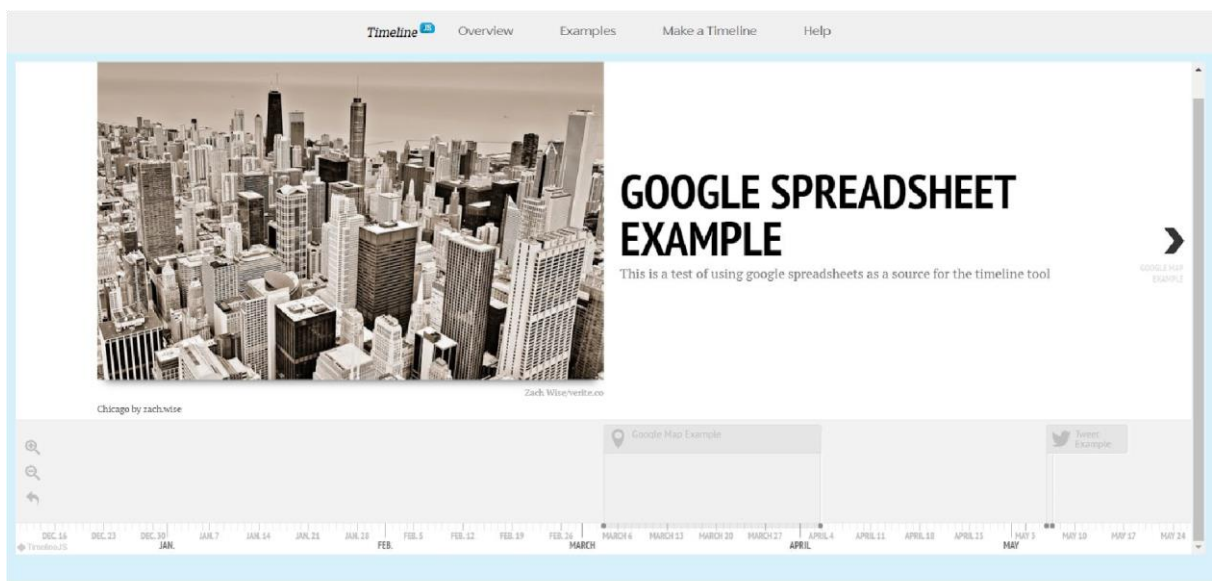 Timeline JS Overview Examples Make a Timeline Help
GOOGLE SPREADSHEET
EXAMPLE
This is a test of using google spreadsheets as a source for the timeline tool
GOOGLE MAP
EXAMPLE
Zach Wise/verite.co
Chicago by zach.wise
Google Map Example
Tweet
Example
DEC. 16 DEC. 23 DEC. 30 JAN. 7 JAN. 14 JAN. 21 JAN. 28 FEB. 5 FEB. 12 FEB. 19 FEB. 26 MARCH 6 MARCH 13 MARCH 20 MARCH 27 APRIL 4 APRIL 11 APRIL 18 APRIL 25 MAY 3 MAY 10 MAY 17 MAY 24
TimelineJS JAN. FEB. MARCH APRIL MAY